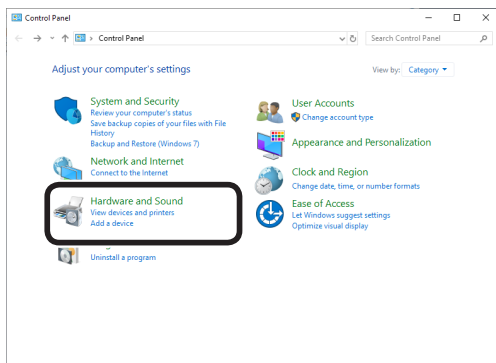 Control Panel
Control Panel
Search Control Panel
Adjust your computer's settings
View by: Category
System and Security
Review your computer's status
Save backup copies of your files with File
History
Backup and Restore (Windows 7)
Network and Internet
Connect to the Internet
Hardware and Sound
View devices and printers
Add a device
Uninstall a program
User Accounts
Change account type
Appearance and Personalization
Clock and Region
Change date, time, or number formats
Ease of Access
Let Windows suggest settings
Optimize visual display